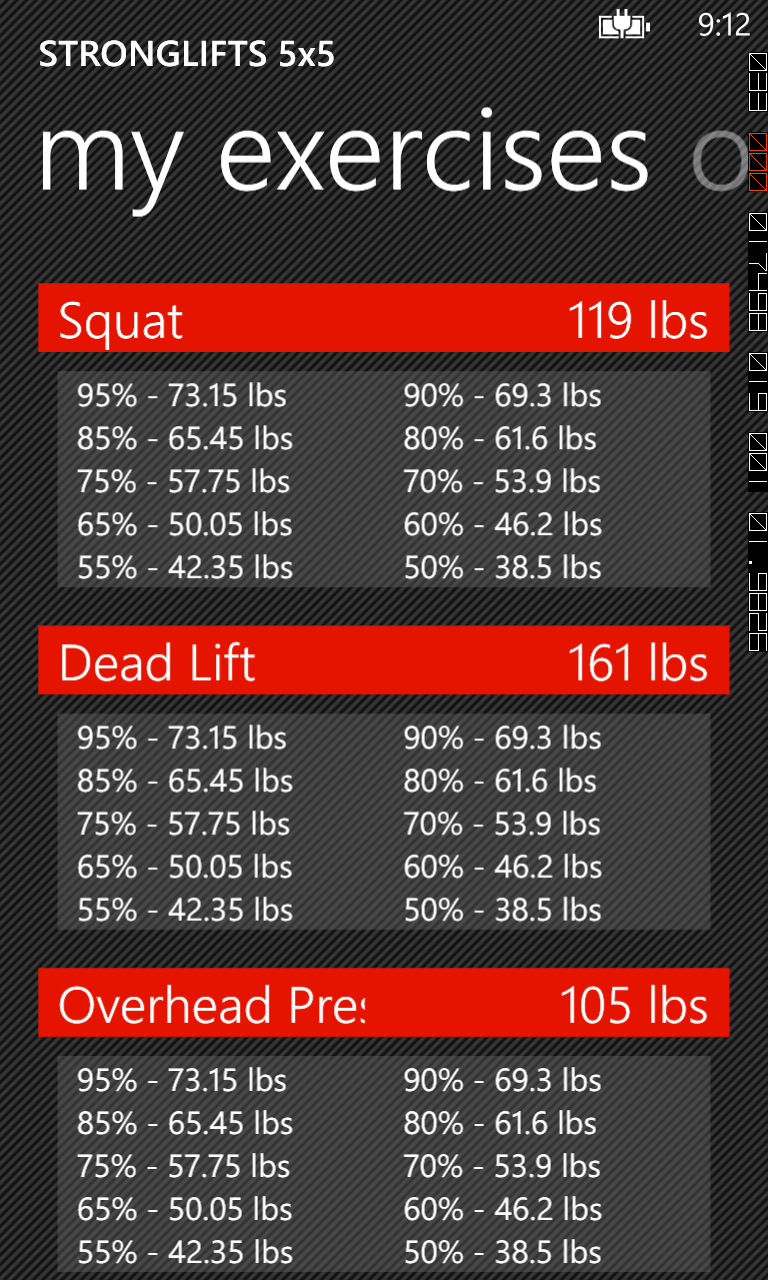 9:12
STRONGLIFTS 5x5
my exercises o
Squat 119 lbs
95% - 73.15 lbs 90% - 69.3 lbs
85% - 65.45 lbs 80% - 61.6 lbs
75% - 57.75 lbs 70% - 53.9 lbs
65% - 50.05 lbs 60% - 46.2 lbs
55% - 42.35 lbs 50% - 38.5 lbs
Dead Lift 161 lbs
95% - 73.15 lbs 90% - 69.3 lbs
85% - 65.45 lbs 80% - 61.6 lbs
75% - 57.75 lbs 70% - 53.9 lbs
65% - 50.05 lbs 60% - 46.2 lbs
55% - 42.35 lbs 50% - 38.5 lbs
Overhead Pres 105 lbs
95% - 73.15 lbs 90% - 69.3 lbs
85% - 65.45 lbs 80% - 61.6 lbs
75% - 57.75 lbs 70% - 53.9 lbs
65% - 50.05 lbs 60% - 46.2 lbs
55% - 42.35 lbs 50% - 38.5 lbs